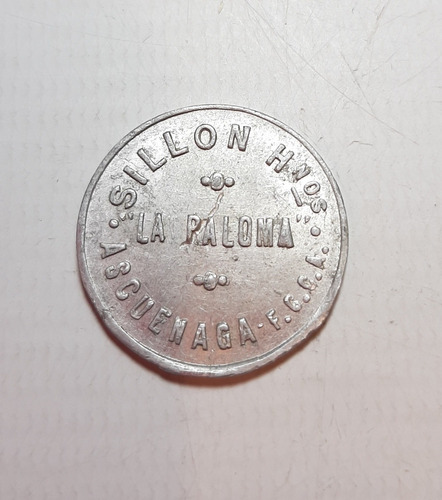 SILLON Hnos
"LA PALOMA"
ASCUENAGA - F.C.P.A.